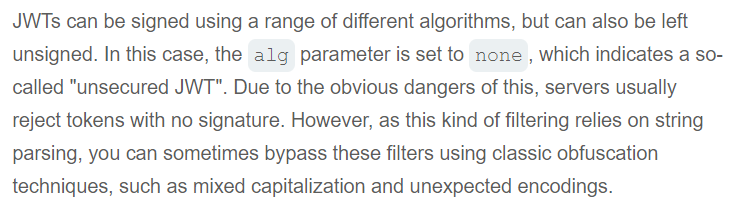 JWTs can be signed using a range of different algorithms, but can also be left
unsigned. In this case, the alg parameter is set to none , which indicates a so-
called "unsecured JWT". Due to the obvious dangers of this, servers usually
reject tokens with no signature. However, as this kind of filtering relies on string
parsing, you can sometimes bypass these filters using classic obfuscation
techniques, such as mixed capitalization and unexpected encodings.